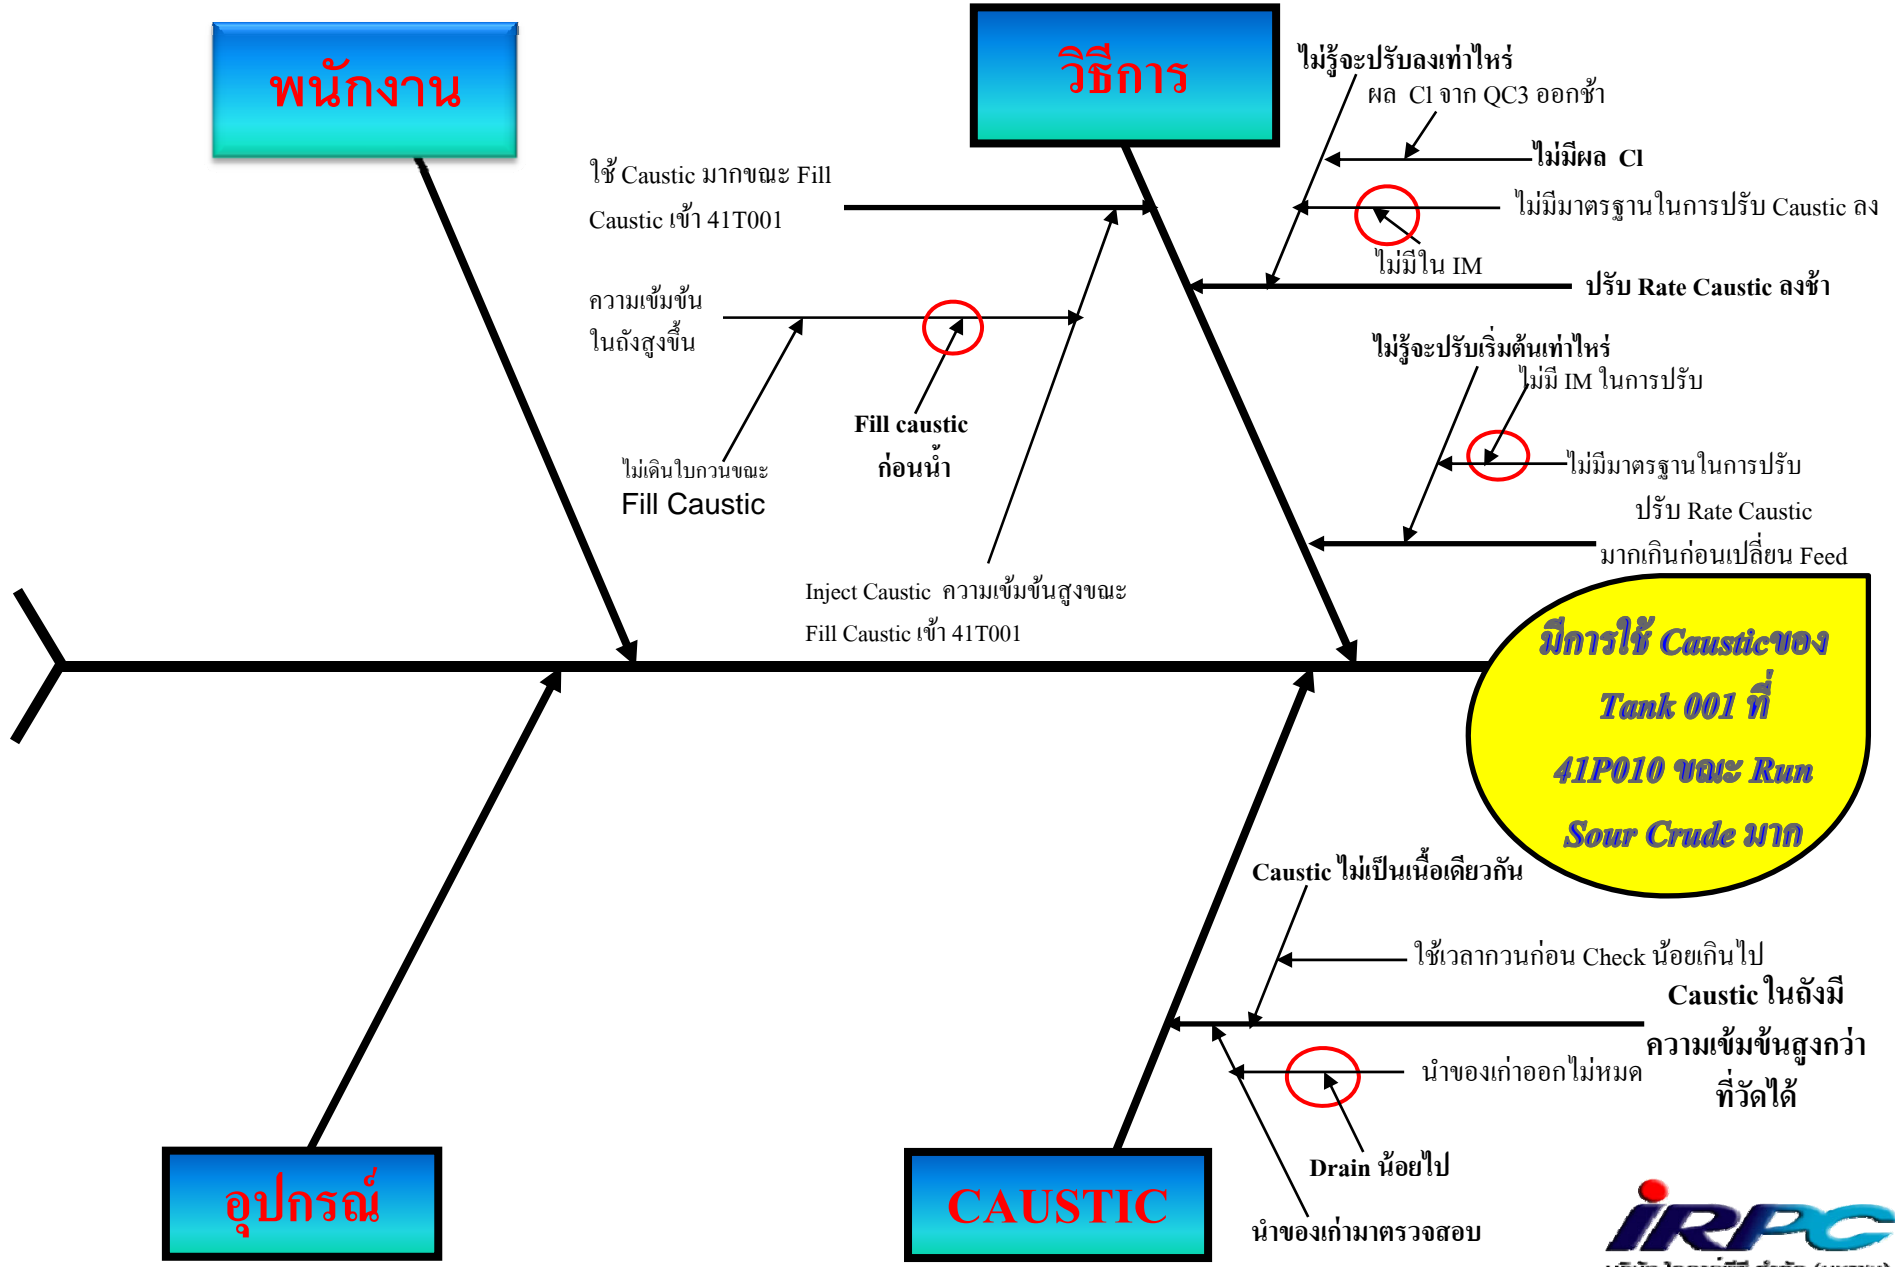 พนักงาน
วิธีการ
ไม่รู้จะปรับลงเท่าไหร่
ผล Cl จาก QC3 ออกช้า
ไม่มีผล Cl
ใช้ Caustic มากขณะ Fill
Caustic เข้า 41T001
ไม่มีมาตรฐานในการปรับ Caustic ลง
ไม่มีใน IM
ปรับ Rate Caustic ลงช้า
ความเข้มข้น
ในถังสูงขึ้น
ไม่รู้จะปรับเริ่มต้นเท่าไหร่
ไม่มี IM ในการปรับ
Fill caustic
ก่อนน้ำ
ไม่เดินใบกวนขณะ
Fill Caustic
ไม่มีมาตรฐานในการปรับ
ปรับ Rate Caustic
มากเกินก่อนเปลี่ยน Feed
Inject Caustic ความเข้มข้นสูงขณะ
Fill Caustic เข้า 41T001
มีการใช้ Causticของ
Tank 001 ที่
41P010 ขณะ Run
Sour Crude มาก
Caustic ไม่เป็นเนื้อเดียวกัน
ใช้เวลากวนก่อน Check น้อยเกินไป
Caustic ในถังมี
ความเข้มข้นสูงกว่า
ที่วัดได้
นำของเก่าออกไม่หมด
Drain น้อยไป
นำของเก่ามาตรวจสอบ
อุปกรณ์
CAUSTIC
iRPC